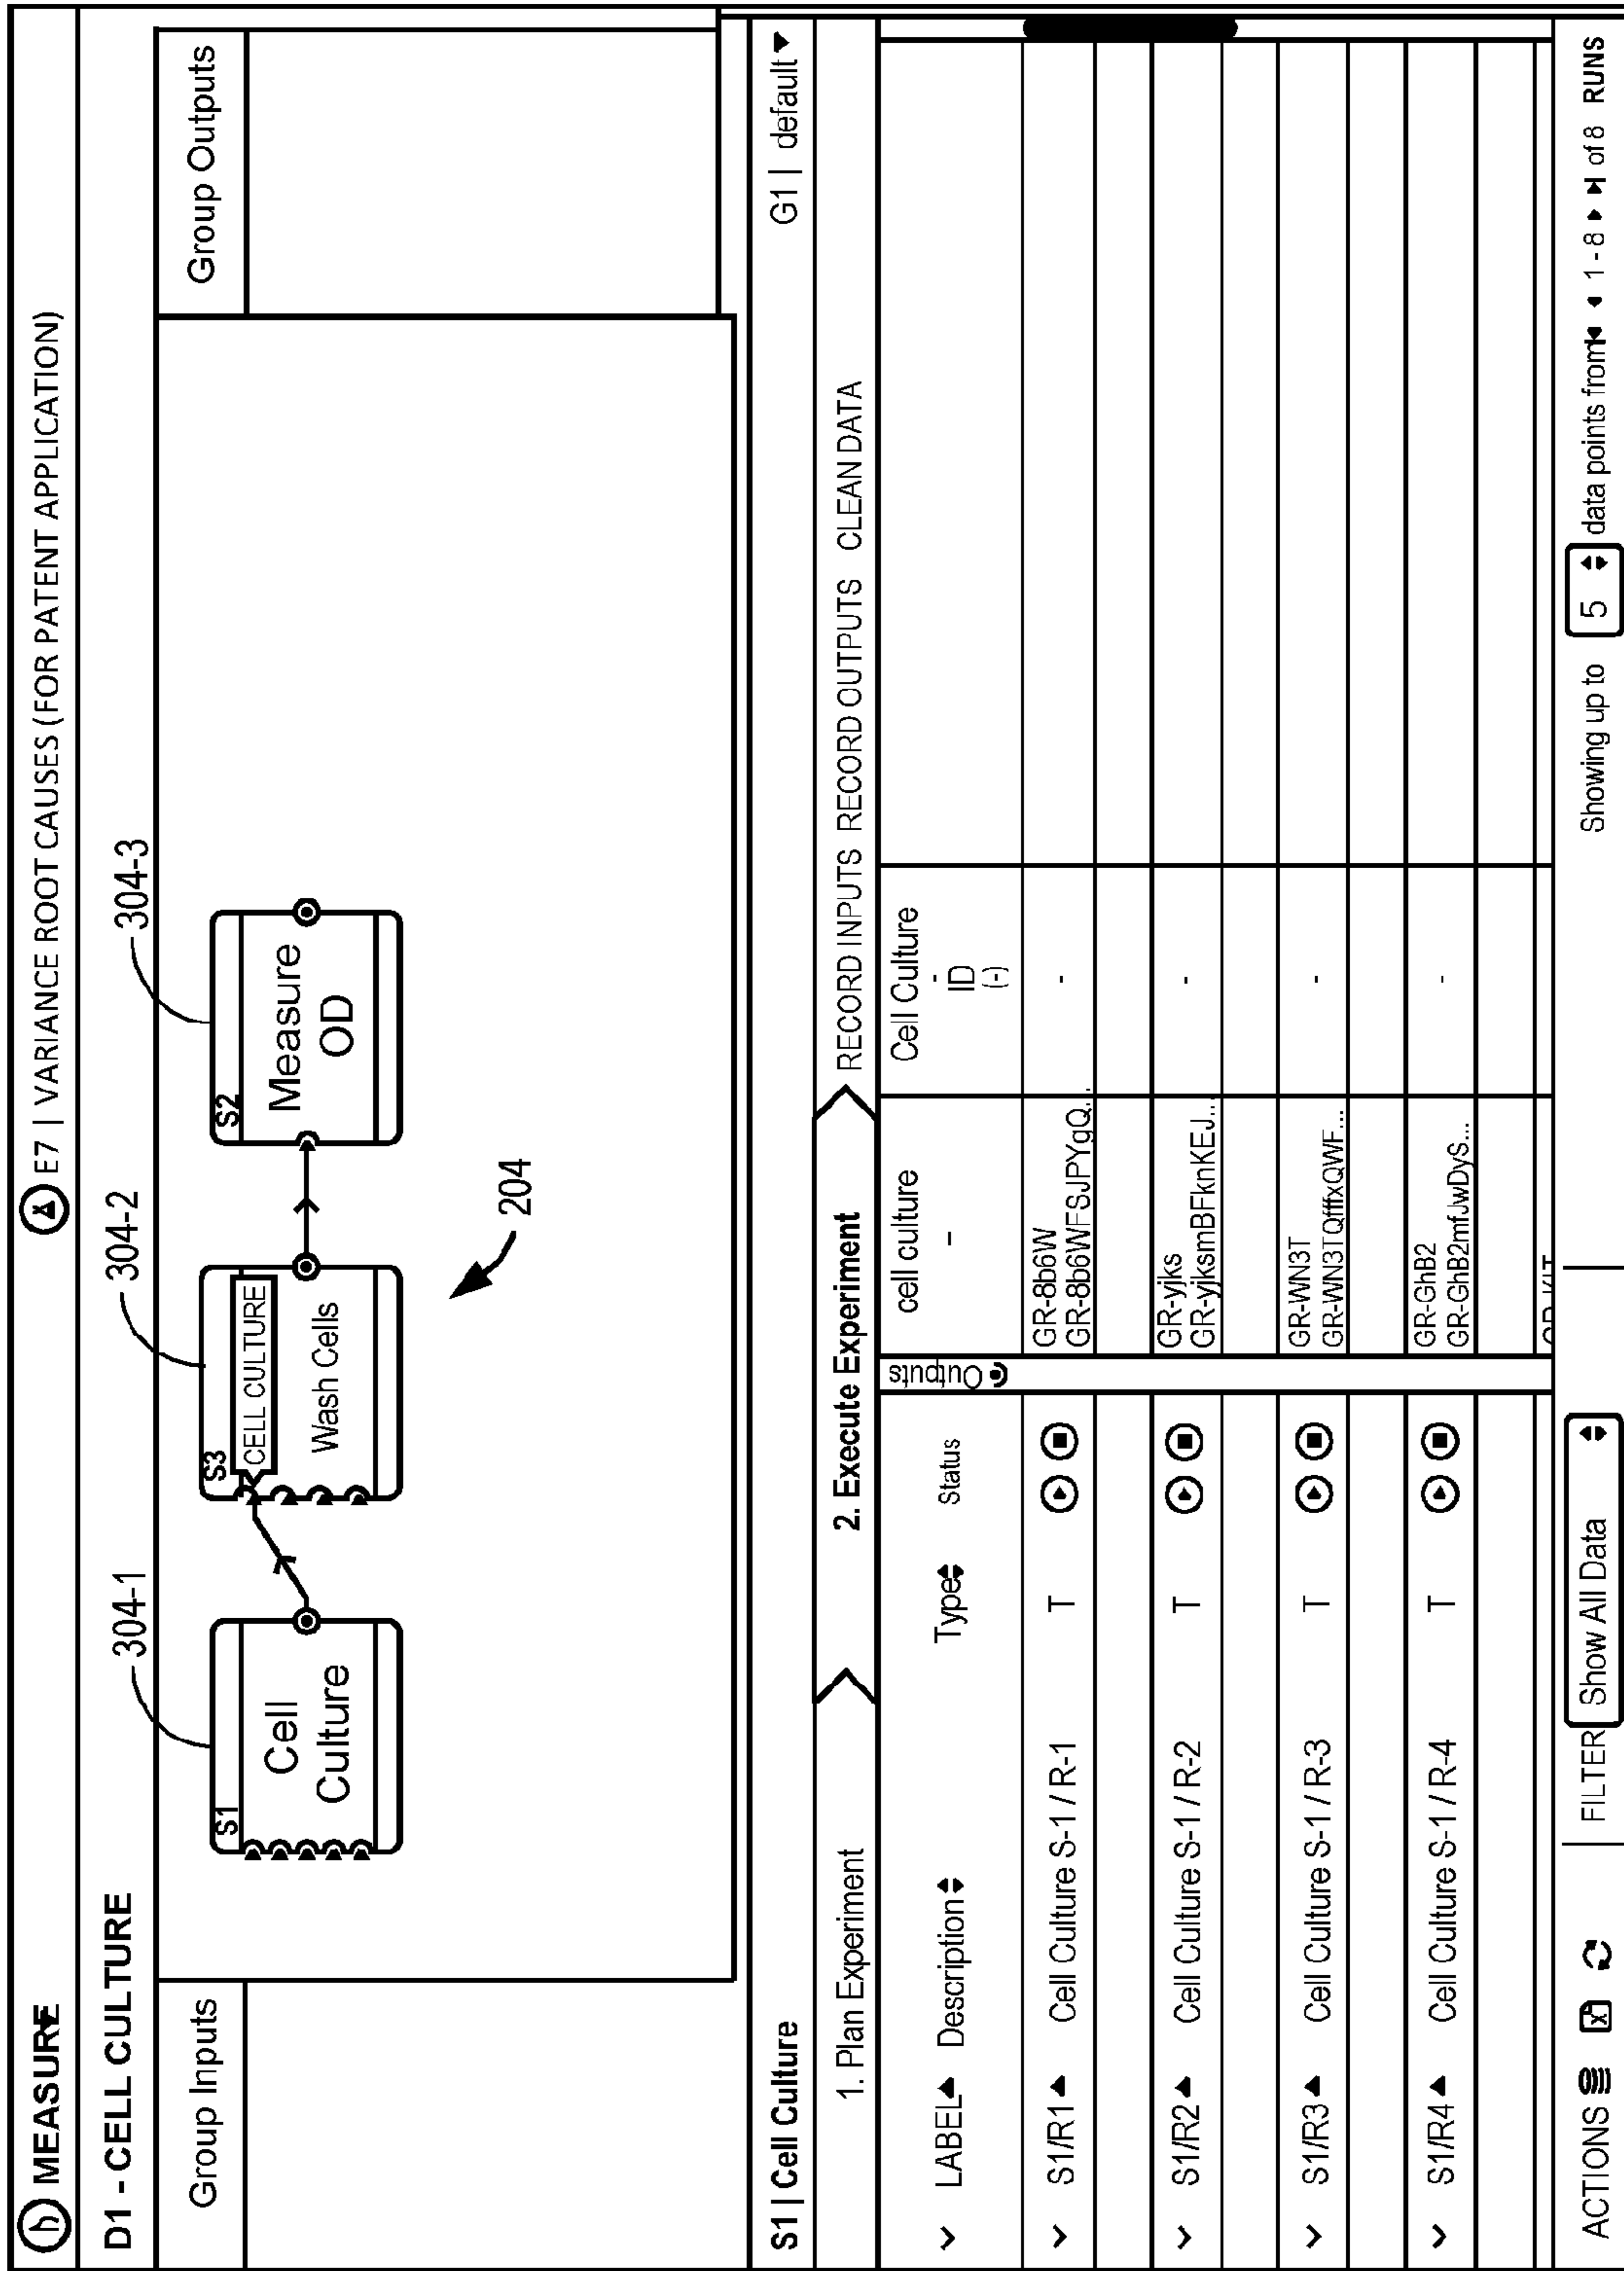 MEASURE
E7 | VARIANCE ROOT CAUSES (FOR PATENT APPLICATION)
D1 - CELL CULTURE
304-1
304-2
304-3
Group Inputs
Group Outputs
S1
Cell
Culture
S3
CELL CULTURE
Wash Cells
S2
Measure
OD
204
S1 | Cell Culture
G1 | default
1. Plan Experiment
2. Execute Experiment
RECORD INPUTS RECORD OUTPUTS CLEAN DATA
LABEL Description Type Status
Outputs
cell culture
–
Cell Culture
-
ID
(-)
S1/R1 Cell Culture S-1 / R-1 T
GR-8b6W
GR-8b6WFSJPYgQ...
-
S1/R2 Cell Culture S-1 / R-2 T
GR-yjks
GR-yjksmBFknKEJ...
-
S1/R3 Cell Culture S-1 / R-3 T
GR-WN3T
GR-WN3TQfffxQWF...
-
S1/R4 Cell Culture S-1 / R-4 T
GR-GhB2
GR-GhB2mfJwDyS...
-
ACTIONS FILTER Show All Data Showing up to 5 data points from 1 - 8 of 8 RUNS